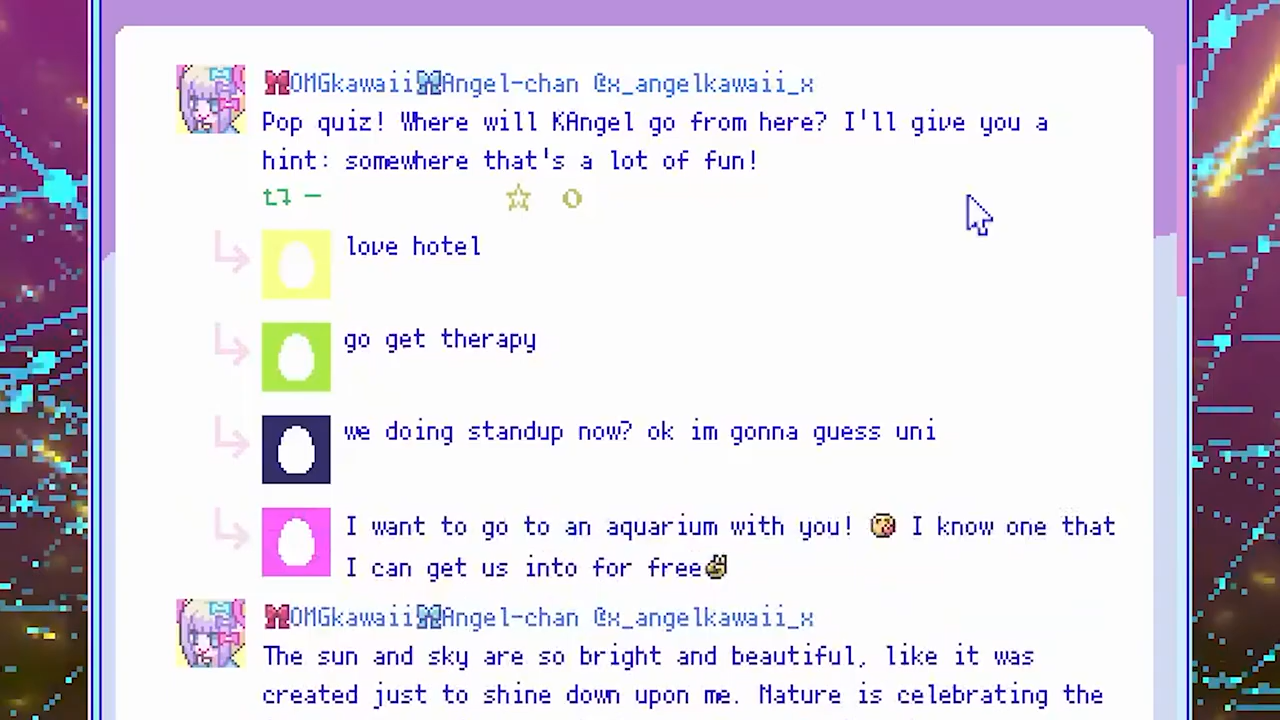 🎀OMGkawaii🎀Angel-chan @x_angelkawaii_x
Pop quiz! Where will KAngel go from here? I'll give you a
hint: somewhere that's a lot of fun!
love hotel
go get therapy
we doing standup now? ok im gonna guess uni
I want to go to an aquarium with you! I know one that
I can get us into for free
🎀OMGkawaii🎀Angel-chan @x_angelkawaii_x
The sun and sky are so bright and beautiful, like it was
created just to shine down upon me. Nature is celebrating the